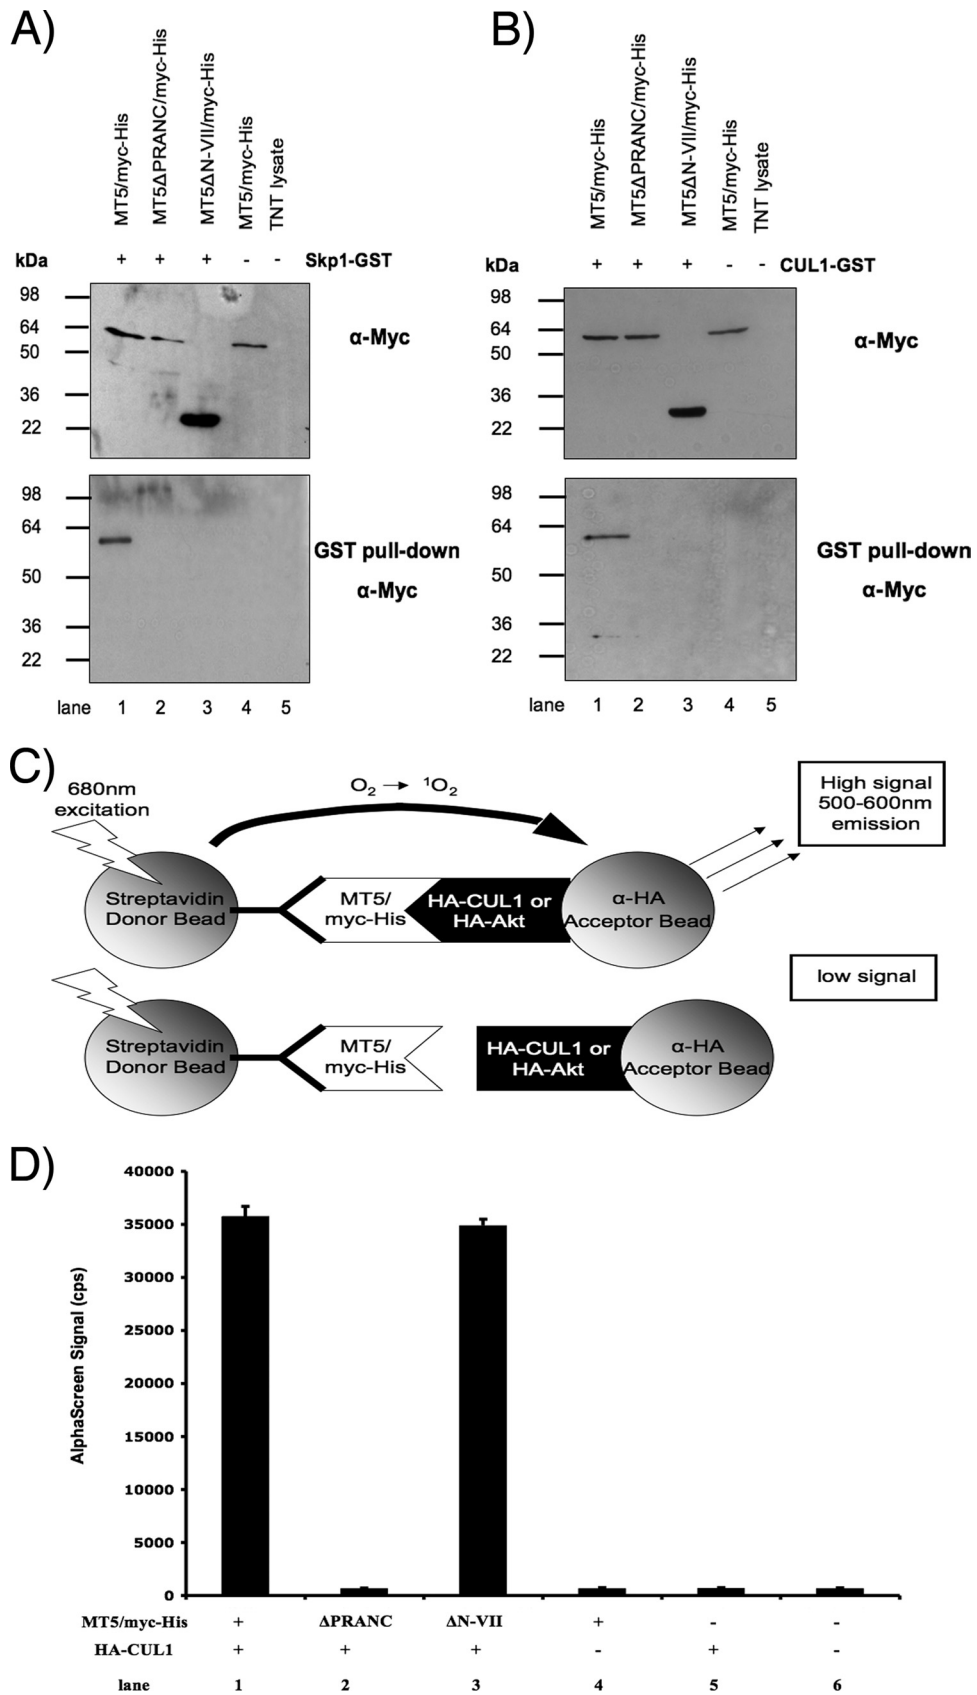 A)
MT5/myc-His
MT5ΔPRANC/myc-His
MT5ΔN-VII/myc-His
MT5/myc-His
TNT lysate
kDa + + + - - Skp1-GST
98
64
50
36
22
α-Myc
98
64
50
36
22
GST pull-down
α-Myc
lane 1 2 3 4 5
B)
MT5/myc-His
MT5ΔPRANC/myc-His
MT5ΔN-VII/myc-His
MT5/myc-His
TNT lysate
kDa + + + - - CUL1-GST
98
64
50
36
22
α-Myc
98
64
50
36
22
GST pull-down
α-Myc
lane 1 2 3 4 5
C)
680nm
excitation
O₂ → ¹O₂
High signal
500-600nm
emission
Streptavidin
Donor Bead
MT5/
myc-His
HA-CUL1 or
HA-Akt
α-HA
Acceptor Bead
low signal
Streptavidin
Donor Bead
MT5/
myc-His
HA-CUL1 or
HA-Akt
α-HA
Acceptor Bead
D)
AlphaScreen Signal (cps)
40000
35000
30000
25000
20000
15000
10000
5000
0
MT5/myc-His + ΔPRANC ΔN-VII + - -
HA-CUL1 + + + - + -
lane 1 2 3 4 5 6